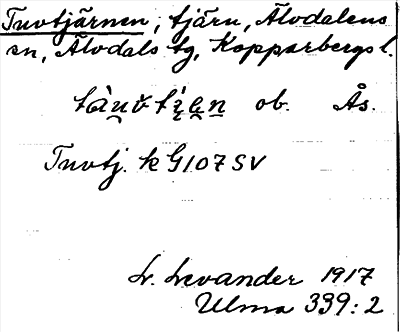 Tuvtjärnen, tjärn, Älvdalens
sn, Älvdals tg, Kopparbergs l.
ob. Ås.
Tuvtj. k G107SV
L. Levander 1917
Ulma 339:2